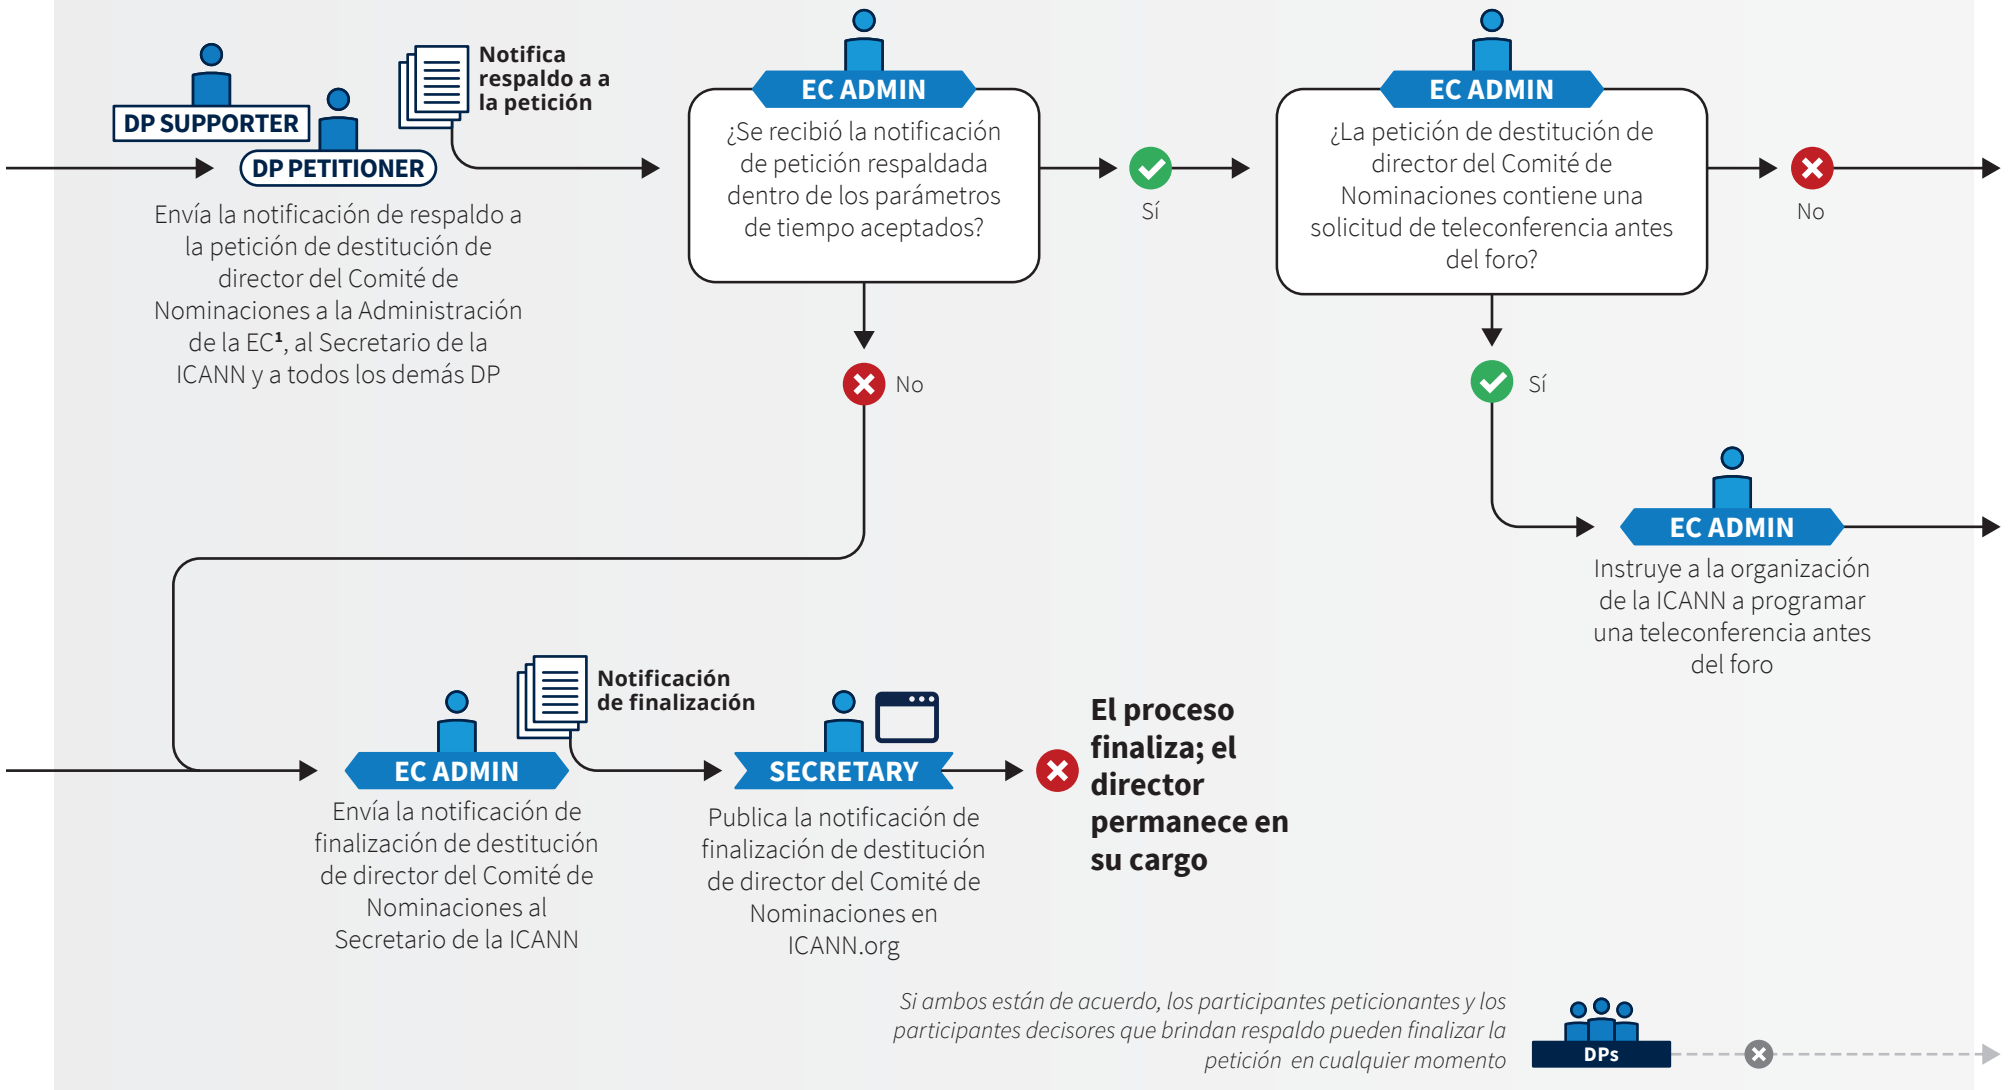 Notifica
respaldo a a
la petición
DP SUPPORTER
DP PETITIONER
Envía la notificación de respaldo a
la petición de destitución de
director del Comité de
Nominaciones a la Administración
de la EC¹, al Secretario de la
ICANN y a todos los demás DP
EC ADMIN
¿Se recibió la notificación
de petición respaldada
dentro de los parámetros
de tiempo aceptados?
Sí
No
EC ADMIN
¿La petición de destitución de
director del Comité de
Nominaciones contiene una
solicitud de teleconferencia antes
del foro?
No
Sí
EC ADMIN
Instruye a la organización
de la ICANN a programar
una teleconferencia antes
del foro
EC ADMIN
Envía la notificación de
finalización de destitución
de director del Comité de
Nominaciones al
Secretario de la ICANN
Notificación
de finalización
SECRETARY
Publica la notificación de
finalización de destitución
de director del Comité de
Nominaciones en
ICANN.org
El proceso
finaliza; el
director
permanece en
su cargo
Si ambos están de acuerdo, los participantes peticionantes y los
participantes decisores que brindan respaldo pueden finalizar la
petición en cualquier momento
DPs